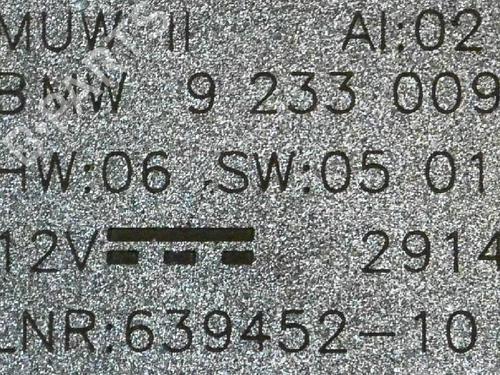 MUW II AI:02
BMW 9 233 009
HW:06 SW:05 01
12V 2914
LNR:639452-10